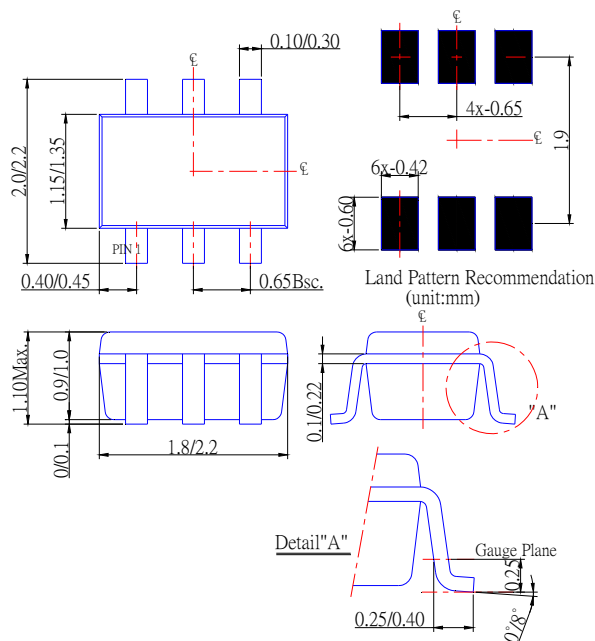 ℄
0.10/0.30
℄
2.0/2.2
1.15/1.35
℄
PIN 1
0.40/0.45
0.65Bsc.
4x-0.65
℄
1.9
6x-0.42
6x-0.60
Land Pattern Recommendation
(unit:mm)
℄
1.10Max.
0.9/1.0
0/0.1
1.8/2.2
0.1/0.22
"A"
Detail"A"
Gauge Plane
0.25
0.25/0.40
0°/8°